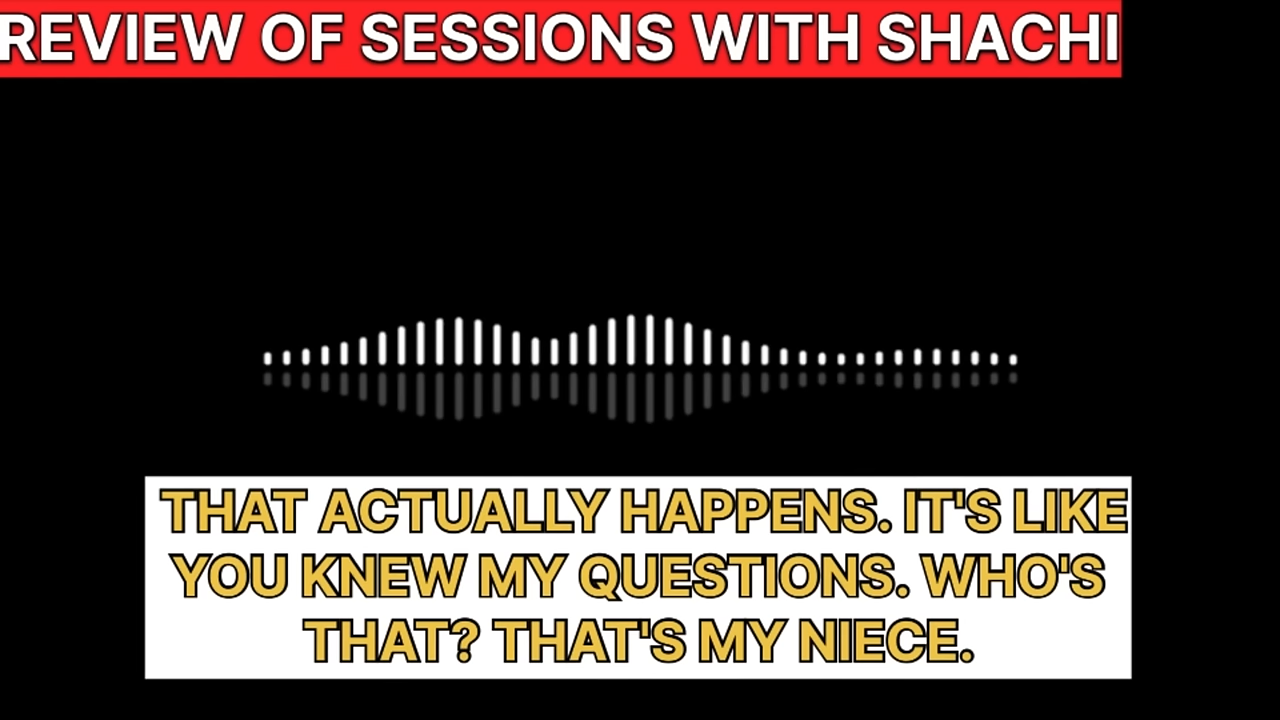 REVIEW OF SESSIONS WITH SHACHI
THAT ACTUALLY HAPPENS. IT'S LIKE
YOU KNEW MY QUESTIONS. WHO'S
THAT? THAT'S MY NIECE.